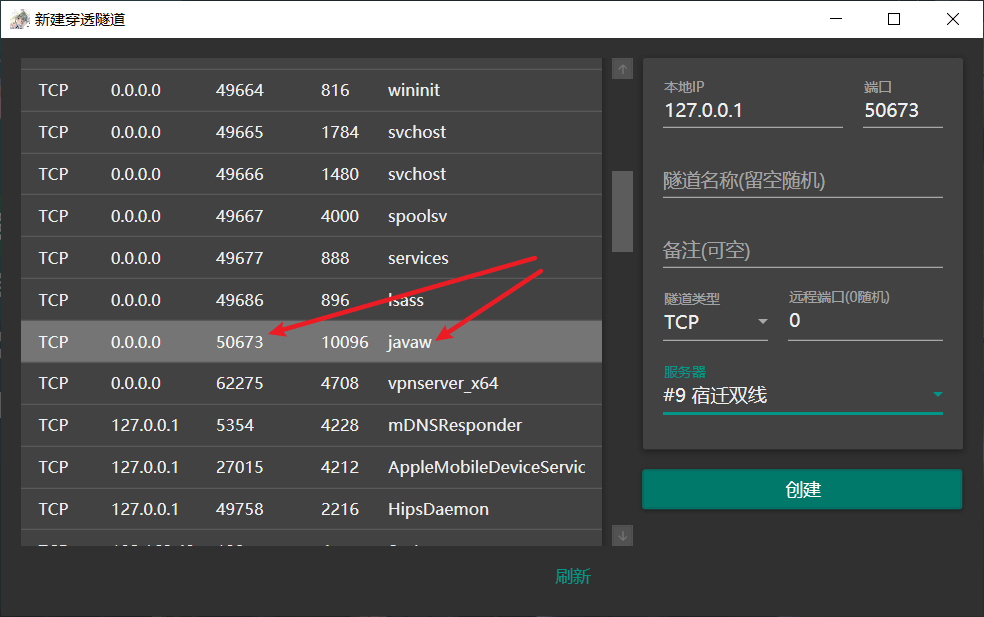 新建穿透隧道
TCP 0.0.0.0 49664 816 wininit
TCP 0.0.0.0 49665 1784 svchost
TCP 0.0.0.0 49666 1480 svchost
TCP 0.0.0.0 49667 4000 spoolsv
TCP 0.0.0.0 49677 888 services
TCP 0.0.0.0 49686 896 lsass
TCP 0.0.0.0 50673 10096 javaw
TCP 0.0.0.0 62275 4708 vpnserver_x64
TCP 127.0.0.1 5354 4228 mDNSResponder
TCP 127.0.0.1 27015 4212 AppleMobileDeviceServic
TCP 127.0.0.1 49758 2216 HipsDaemon
刷新
本地IP 端口
127.0.0.1 50673
隧道名称(留空随机)
备注(可空)
隧道类型 远程端口(0随机)
TCP 0
服务器
#9 宿迁双线
创建